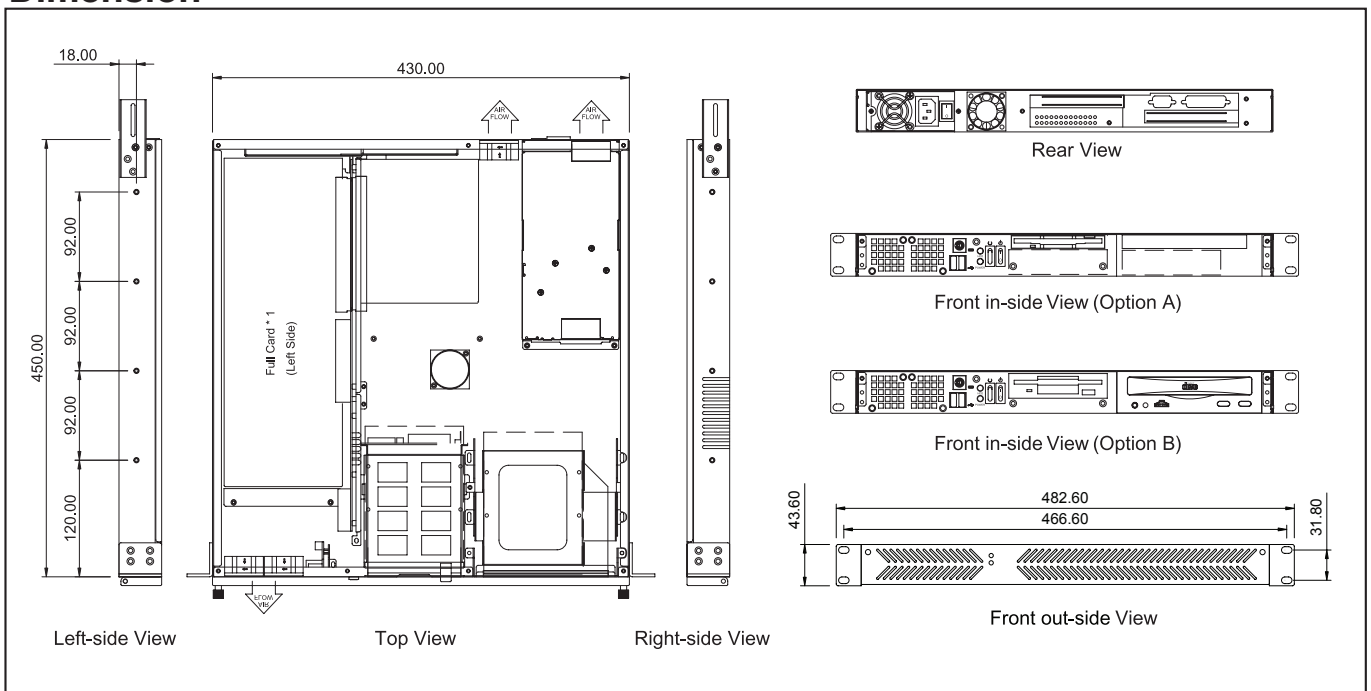 Dimension
18.00
430.00
AIR
FLOW
AIR
FLOW
450.00
92.00
92.00
92.00
120.00
Full Card * 1
(Left Side)
AIR
FLOW
Left-side View
Top View
Right-side View
Rear View
Front in-side View (Option A)
Front in-side View (Option B)
482.60
466.60
43.60
31.80
Front out-side View